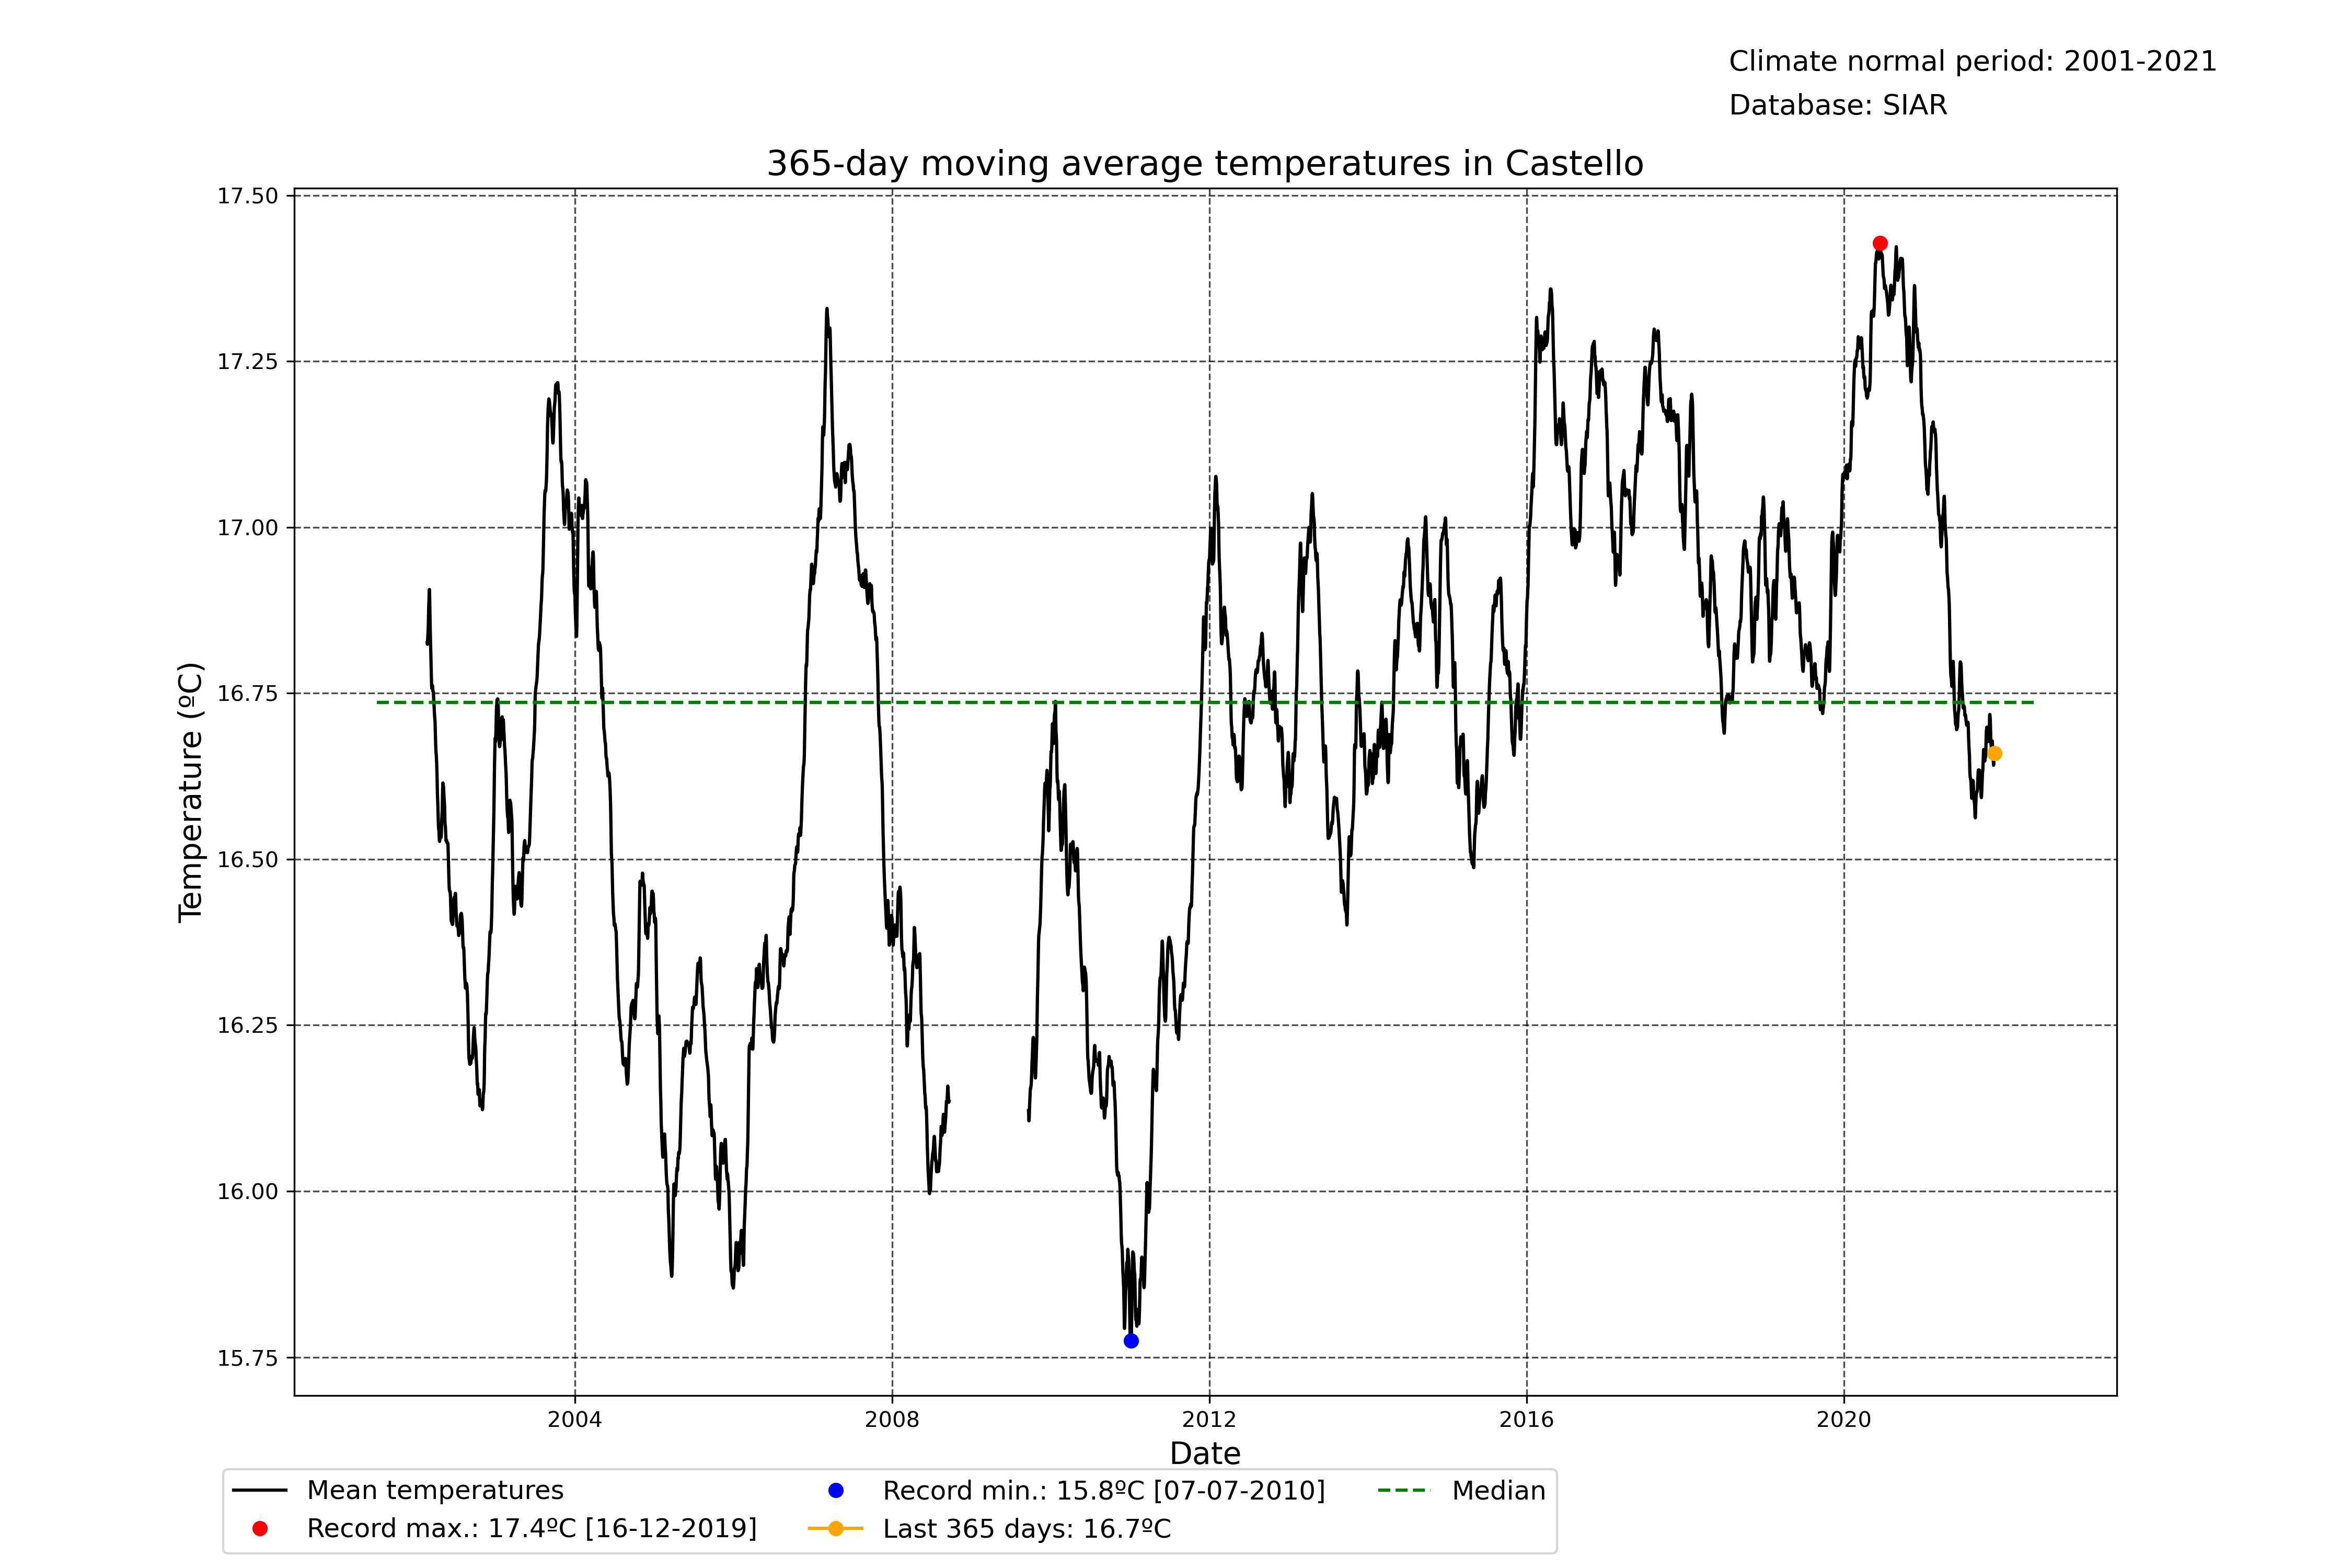 Climate normal period: 2001-2021
Database: SIAR
365-day moving average temperatures in Castello
17.50
17.25
17.00
16.75
16.50
16.25
16.00
15.75
Temperature (ºC)
2004 2008 2012 2016 2020
Date
Mean temperatures
Record max.: 17.4ºC [16-12-2019]
Record min.: 15.8ºC [07-07-2010]
Last 365 days: 16.7ºC
Median